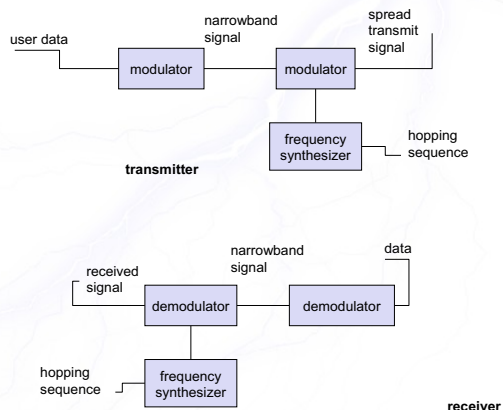 user data
modulator
narrowband
signal
modulator
spread
transmit
signal
frequency
synthesizer
hopping
sequence
transmitter
received
signal
demodulator
narrowband
signal
demodulator
data
hopping
sequence
frequency
synthesizer
receiver